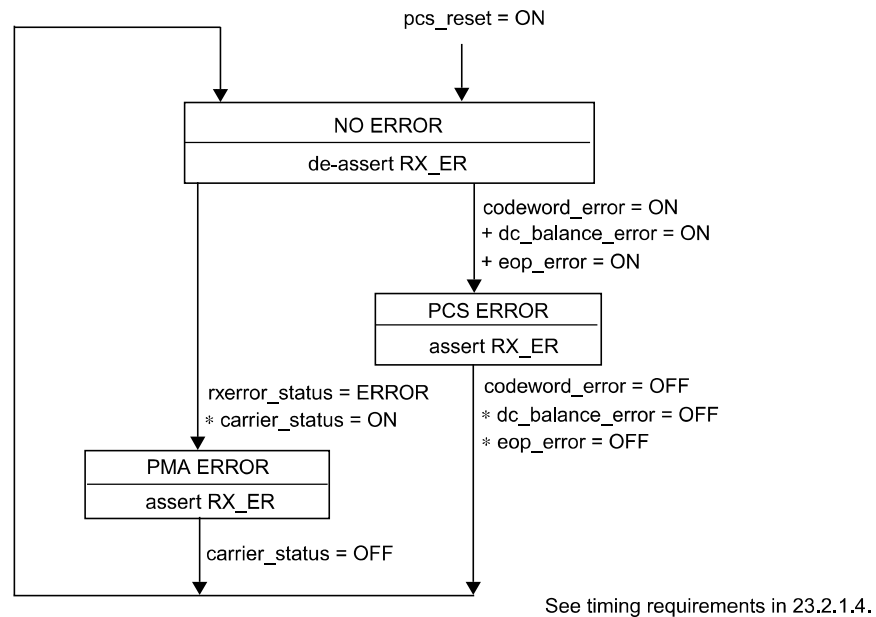 pcs_reset = ON
NO ERROR
de-assert RX_ER
codeword_error = ON
+ dc_balance_error = ON
+ eop_error = ON
PCS ERROR
assert RX_ER
rxerror_status = ERROR
* carrier_status = ON
codeword_error = OFF
* dc_balance_error = OFF
* eop_error = OFF
PMA ERROR
assert RX_ER
carrier_status = OFF
See timing requirements in 23.2.1.4.